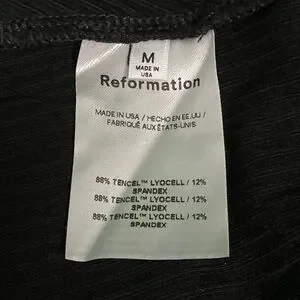 M
MADE IN
USA
Reformation
MADE IN USA / HECHO EN EE.UU /
FABRIQUÉ AUX ÉTATS-UNIS
88% TENCEL™ LYOCELL / 12%
SPANDEX
88% TENCEL™ LYOCELL / 12%
SPANDEX
88% TENCEL™ LYOCELL / 12%
SPANDEX